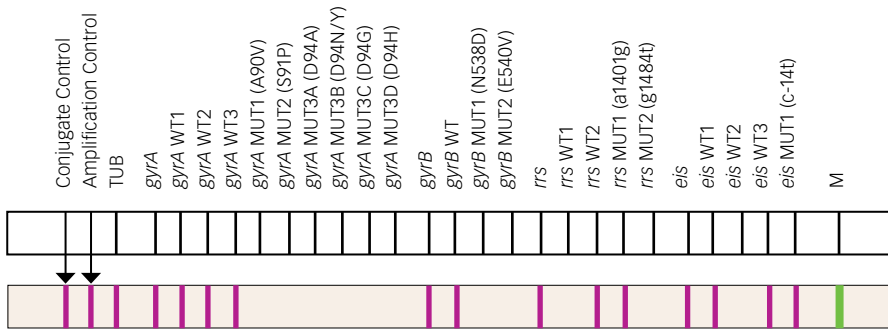 Conjugate Control
Amplification Control
TUB
gyrA
gyrA WT1
gyrA WT2
gyrA WT3
gyrA MUT1 (A90V)
gyrA MUT2 (S91P)
gyrA MUT3A (D94A)
gyrA MUT3B (D94N/Y)
gyrA MUT3C (D94G)
gyrA MUT3D (D94H)
gyrB
gyrB WT
gyrB MUT1 (N538D)
gyrB MUT2 (E540V)
rrs
rrs WT1
rrs WT2
rrs MUT1 (a1401g)
rrs MUT2 (g1484t)
eis
eis WT1
eis WT2
eis WT3
eis MUT1 (c-14t)
M